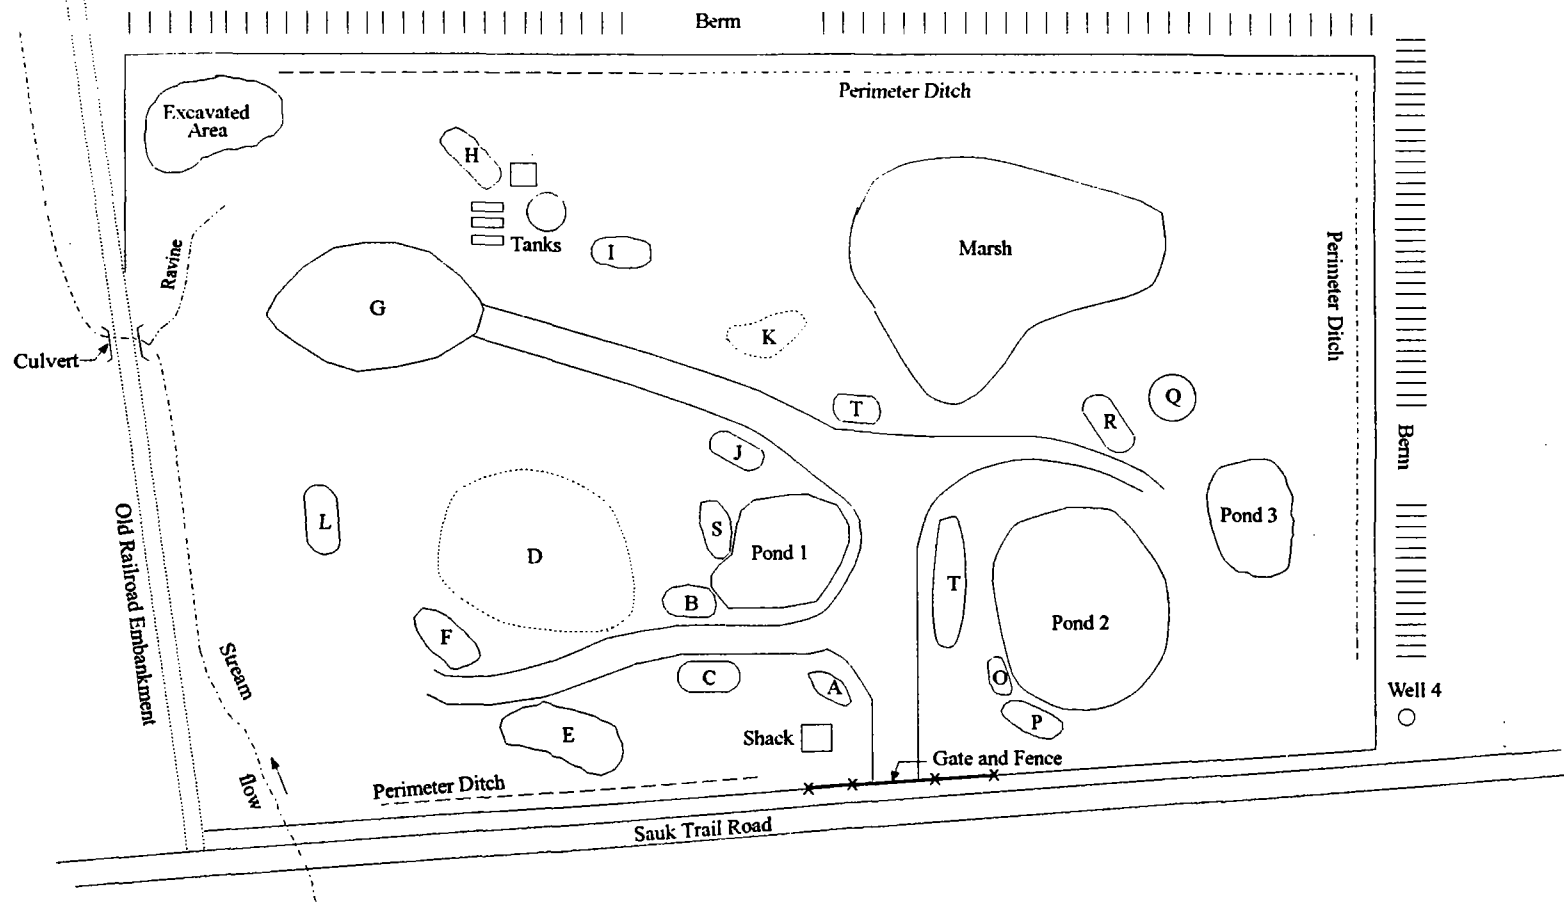 Berm
Perimeter Ditch
Excavated
Area
H
Tanks
I
Ravine
Marsh
Perimeter Ditch
G
K
Culvert
T
R
Q
Berm
J
L
S
Pond 1
Pond 3
D
T
B
Pond 2
F
Old Railroad Embankment
Stream
C
A
O
P
Well 4
E
Shack
Gate and Fence
flow
Perimeter Ditch
Sauk Trail Road